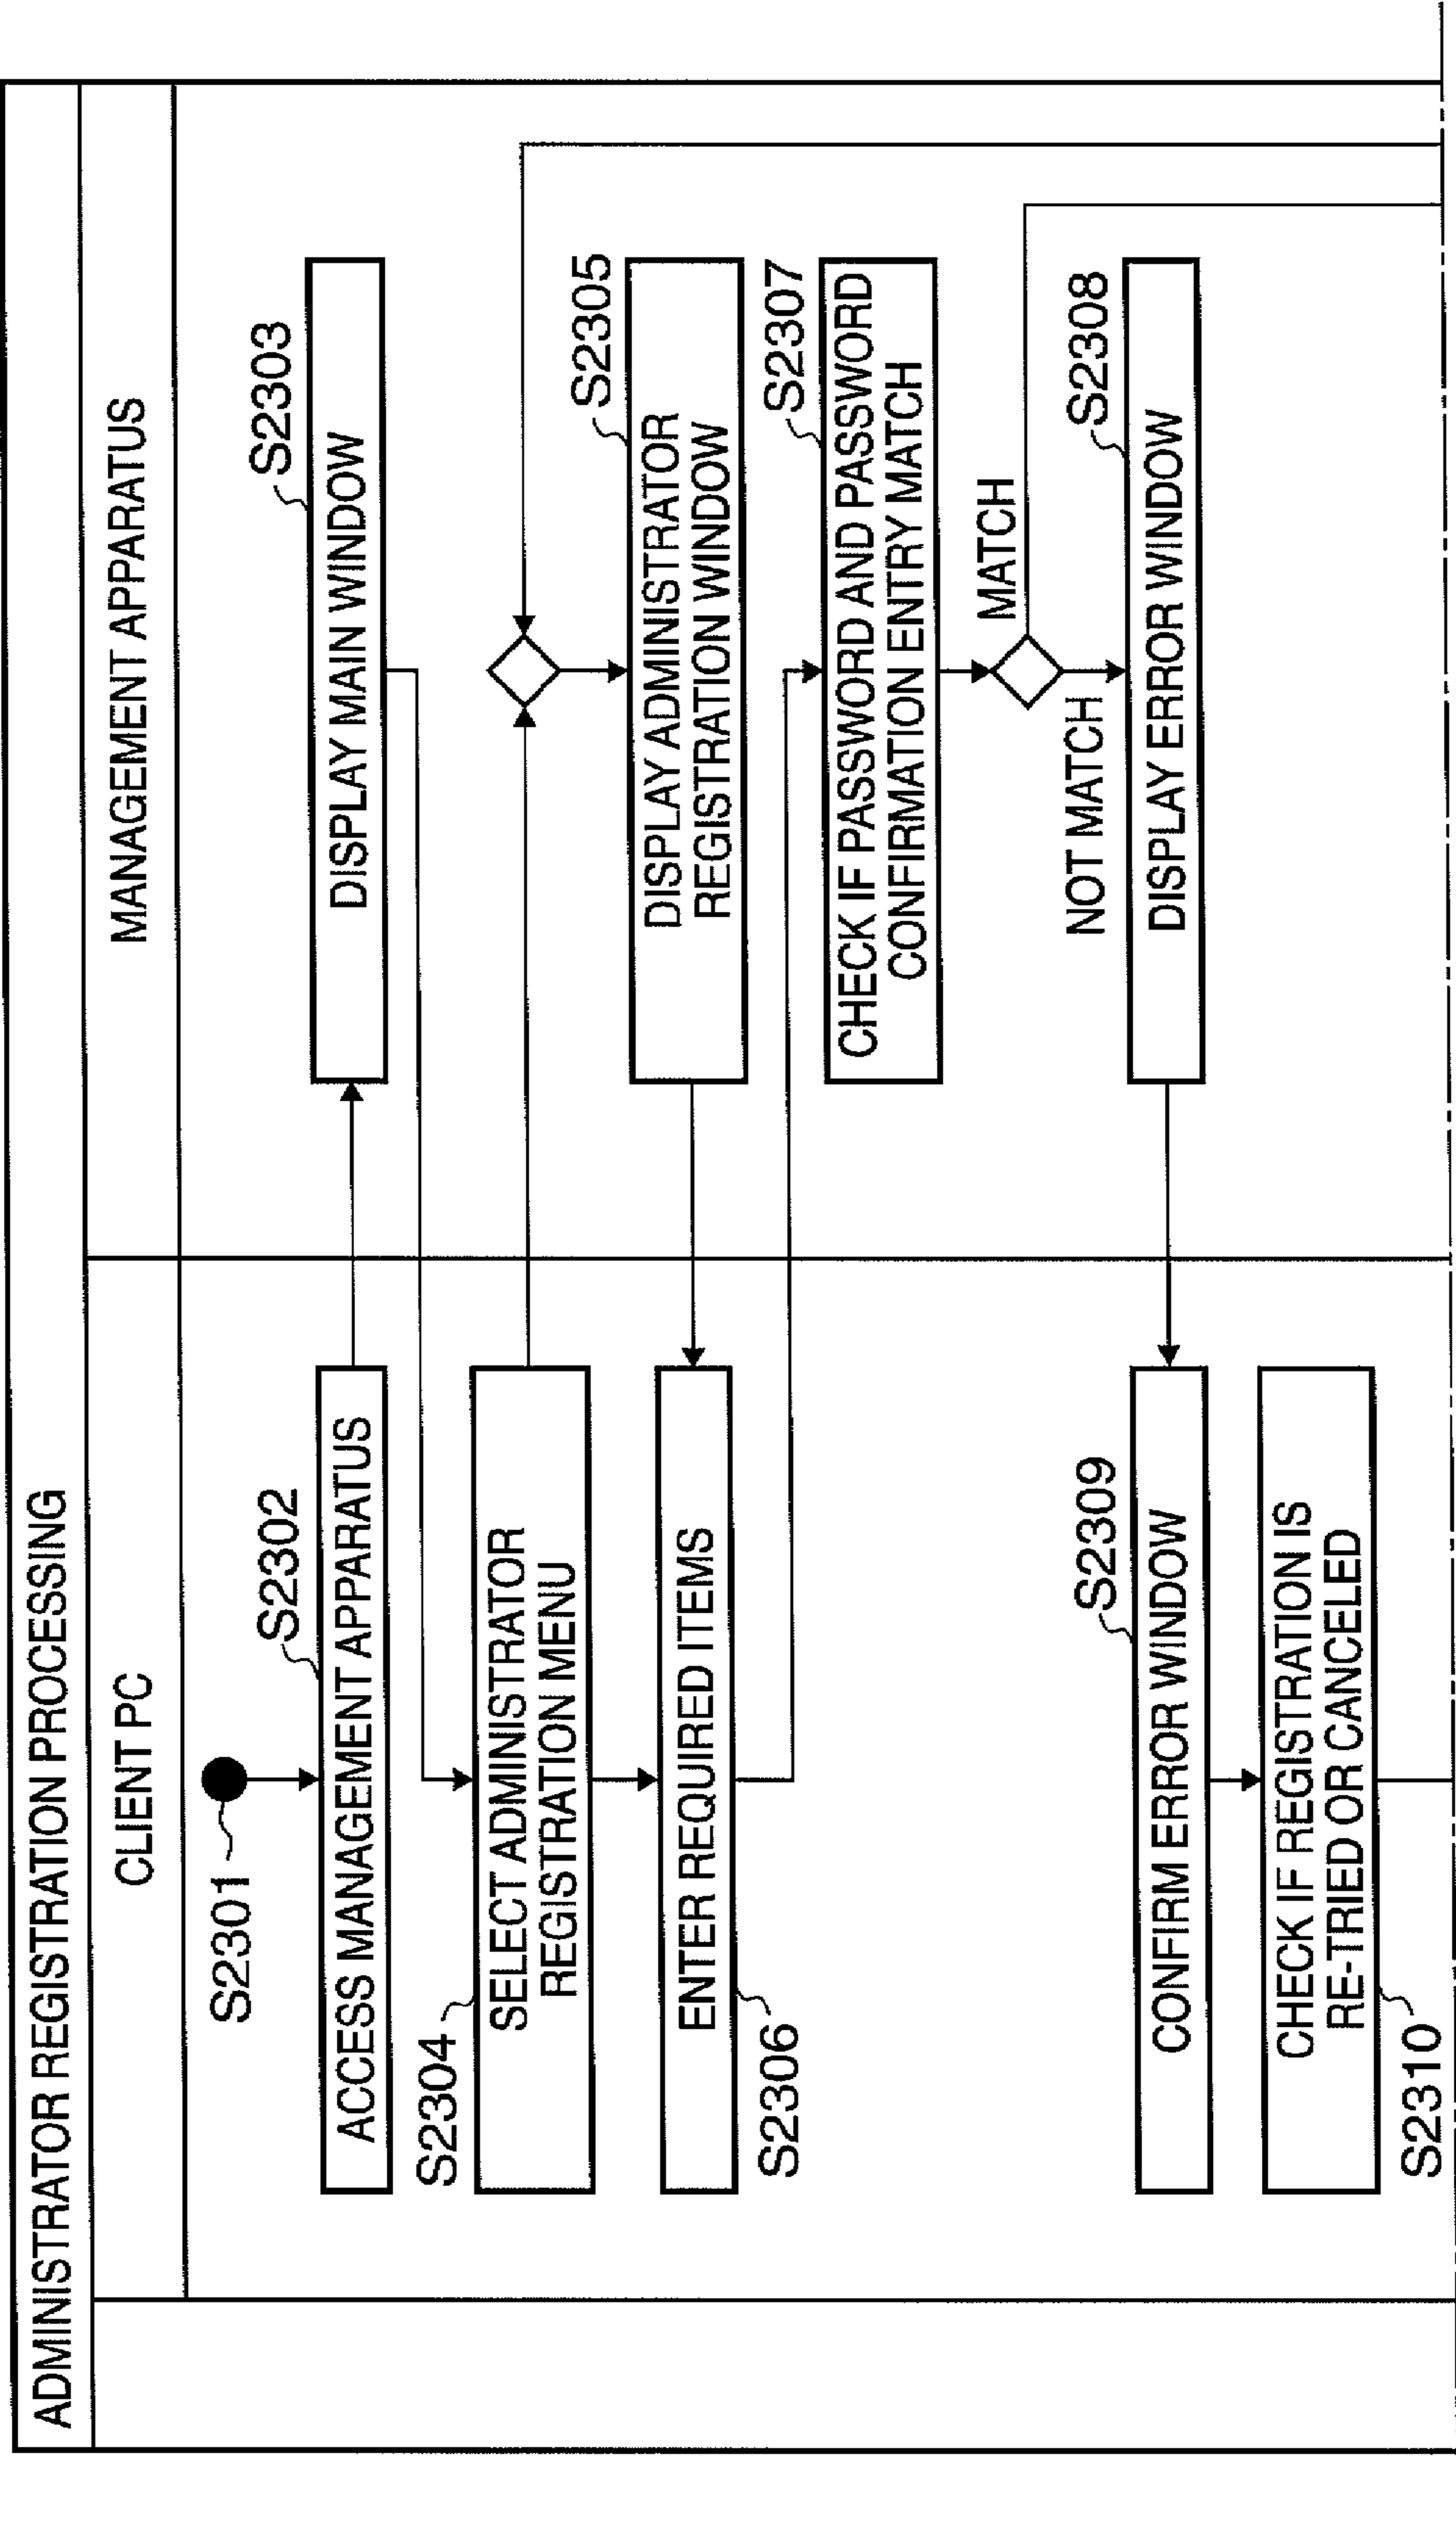 ADMINISTRATOR REGISTRATION PROCESSING
CLIENT PC
MANAGEMENT APPARATUS
S2301
S2302
ACCESS MANAGEMENT APPARATUS
S2303
DISPLAY MAIN WINDOW
S2304
SELECT ADMINISTRATOR
REGISTRATION MENU
S2305
DISPLAY ADMINISTRATOR
REGISTRATION WINDOW
ENTER REQUIRED ITEMS
S2306
S2307
CHECK IF PASSWORD AND PASSWORD
CONFIRMATION ENTRY MATCH
MATCH
NOT MATCH
S2308
DISPLAY ERROR WINDOW
S2309
CONFIRM ERROR WINDOW
CHECK IF REGISTRATION IS
RE-TRIED OR CANCELED
S2310